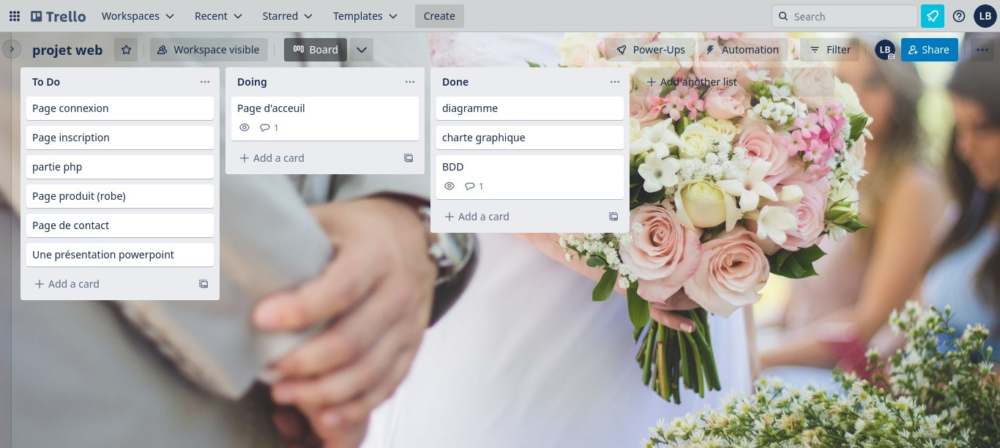 Trello Workspaces Recent Starred Templates Create Search LB
projet web Workspace visible Board Power-Ups Automation Filter LB Share
To Do
Page connexion
Page inscription
partie php
Page produit (robe)
Page de contact
Une présentation powerpoint
Add a card
Doing
Page d'acceuil
1
Add a card
Done
diagramme
charte graphique
BDD
1
Add a card
Add another list